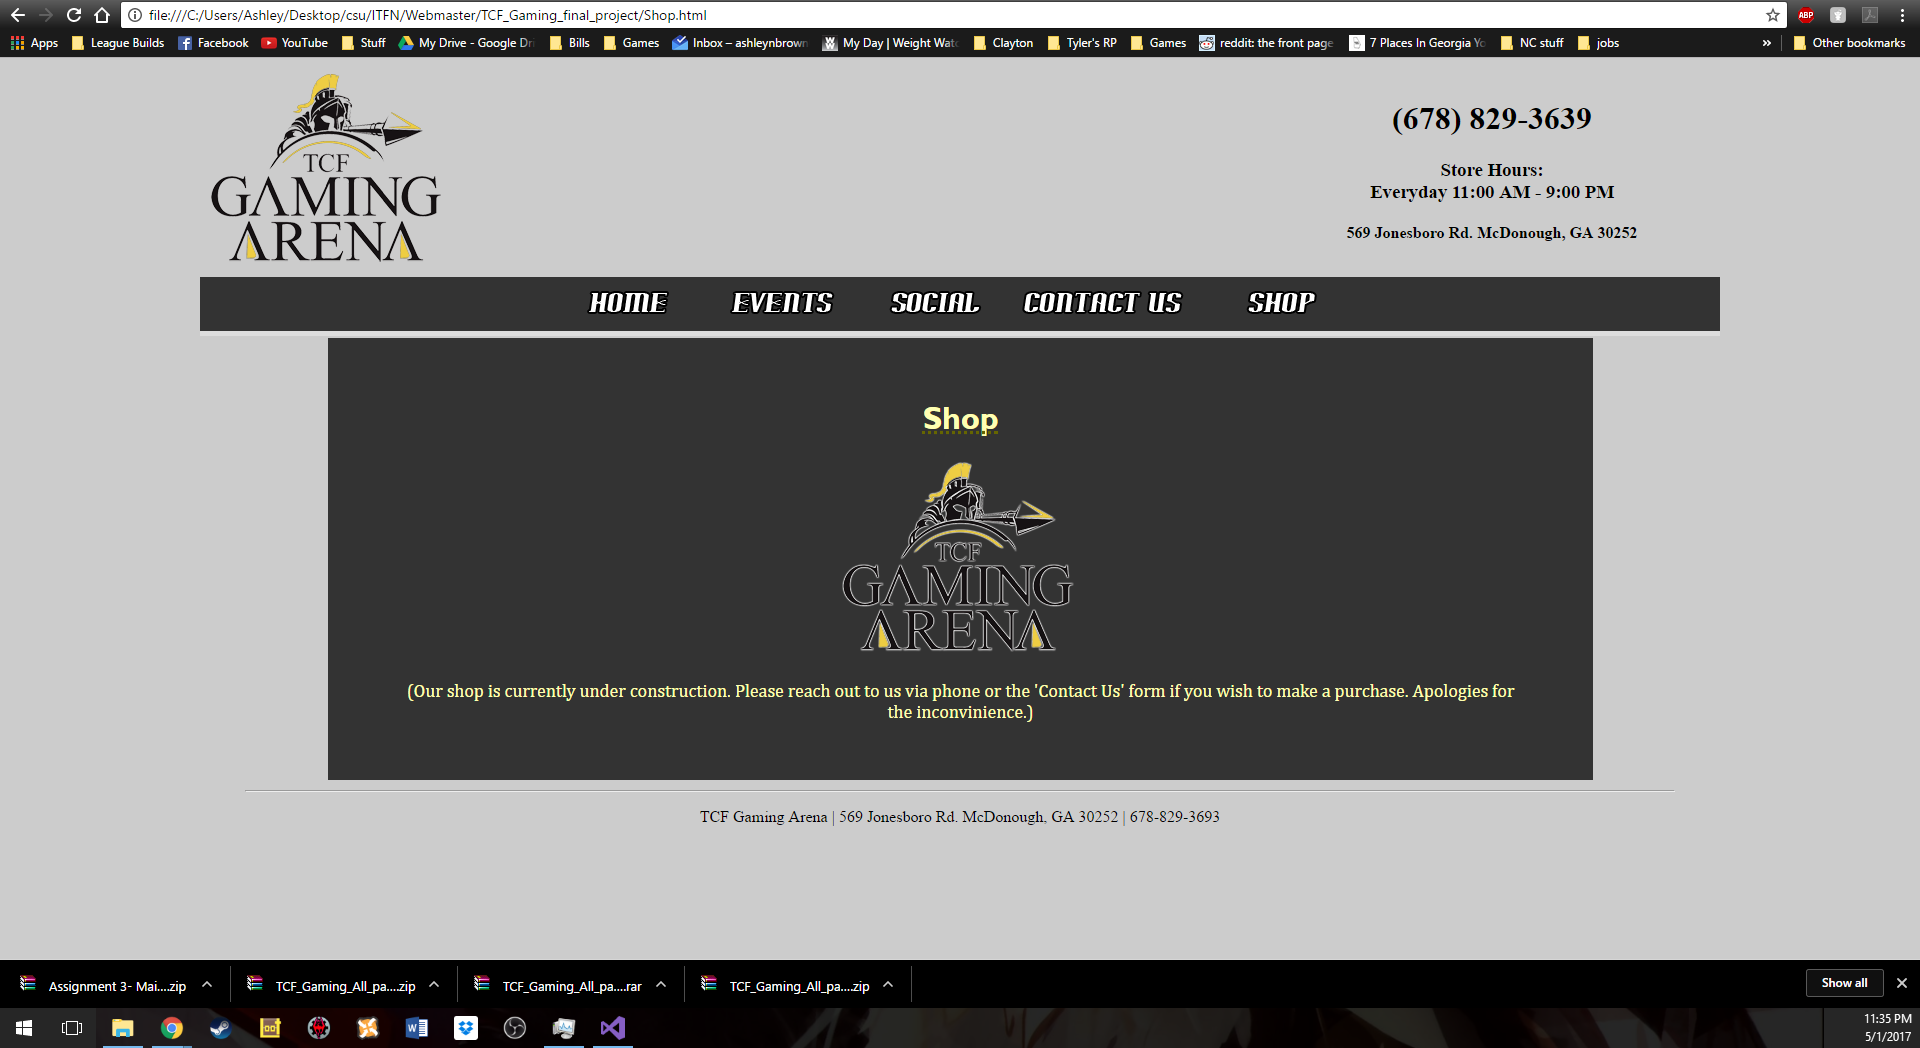 file:///C:/Users/Ashley/Desktop/csu/ITFN/Webmaster/TCF_Gaming_final_project/Shop.html
ABP
Apps League Builds Facebook YouTube Stuff My Drive - Google Dri Bills Games Inbox – ashleynbrown My Day | Weight Wat Clayton Tyler's RP Games reddit: the front page 7 Places In Georgia Yo NC stuff jobs » Other bookmarks
TCF
GAMING
ARENA
(678) 829-3639
Store Hours:
Everyday 11:00 AM - 9:00 PM
569 Jonesboro Rd. McDonough, GA 30252
HOME EVENTS SOCIAL CONTACT US SHOP
Shop
TCF
GAMING
ARENA
(Our shop is currently under construction. Please reach out to us via phone or the 'Contact Us' form if you wish to make a purchase. Apologies for
the inconvinience.)
TCF Gaming Arena | 569 Jonesboro Rd. McDonough, GA 30252 | 678-829-3693
Assignment 3- Mai....zip TCF_Gaming_All_pa....zip TCF_Gaming_All_pa....rar TCF_Gaming_All_pa....zip Show all
11:35 PM
5/1/2017